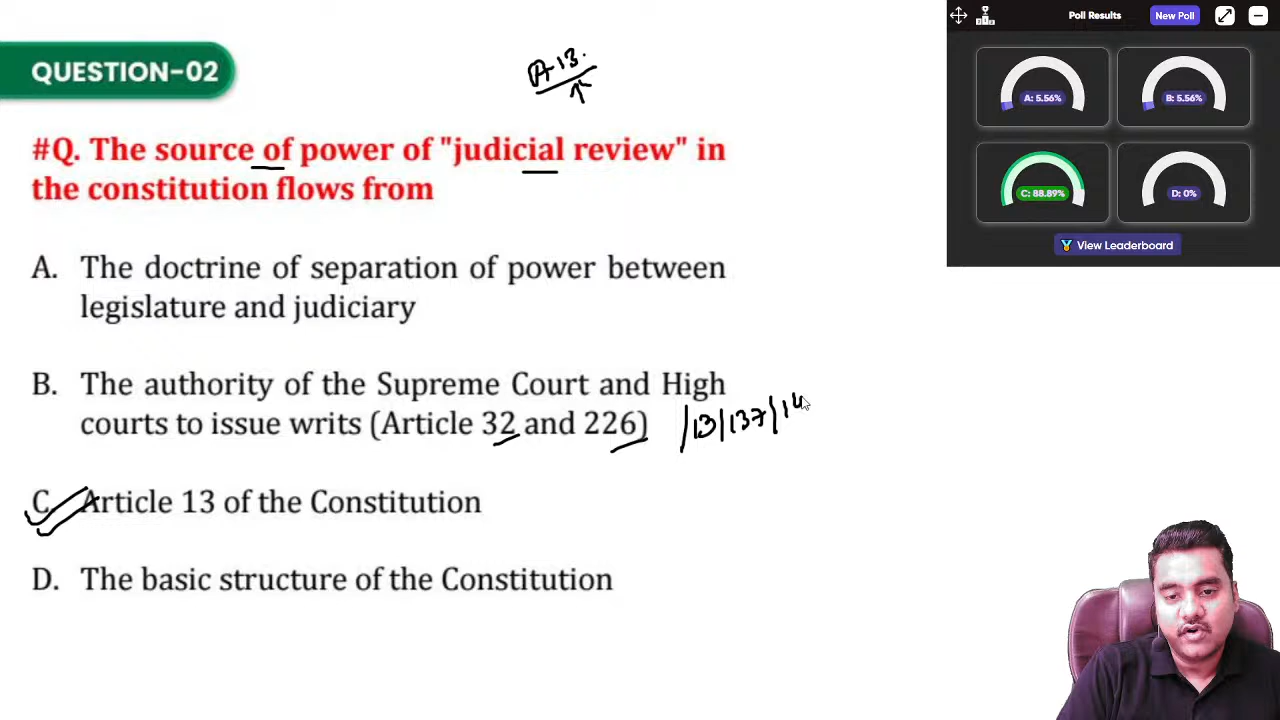 QUESTION-02
A-13.
#Q. The source of power of "judicial review" in
the constitution flows from
A. The doctrine of separation of power between
legislature and judiciary
B. The authority of the Supreme Court and High
courts to issue writs (Article 32 and 226)
/13/137/14
C. Article 13 of the Constitution
D. The basic structure of the Constitution
Poll Results
New Poll
A: 5.56%
B: 5.56%
C: 88.89%
D: 0%
View Leaderboard